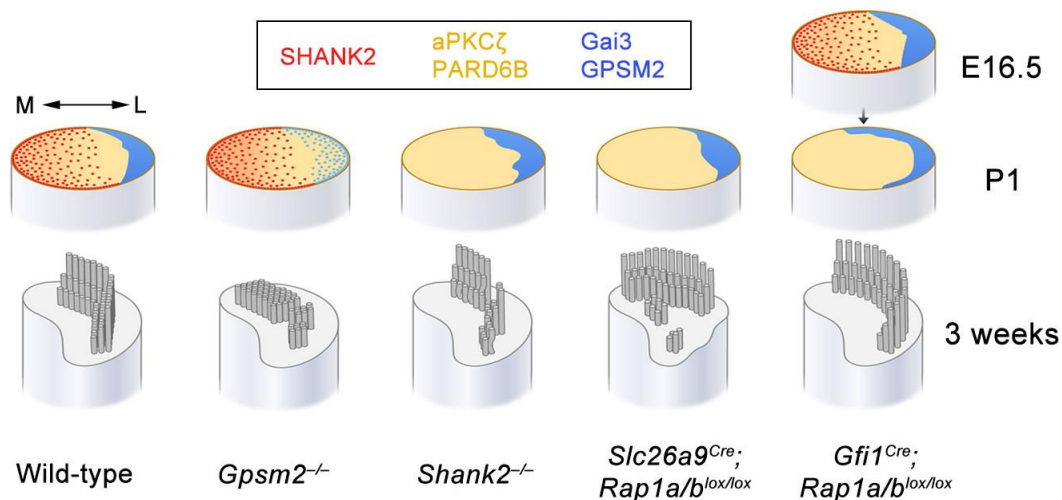 SHANK2
aPKCζ
PARD6B
Gai3
GPSM2
E16.5
M L
P1
3 weeks
Wild-type
Gpsm2–/–
Shank2–/–
Slc26a9Cre;
Rap1a/blox/lox
Gfi1Cre;
Rap1a/blox/lox